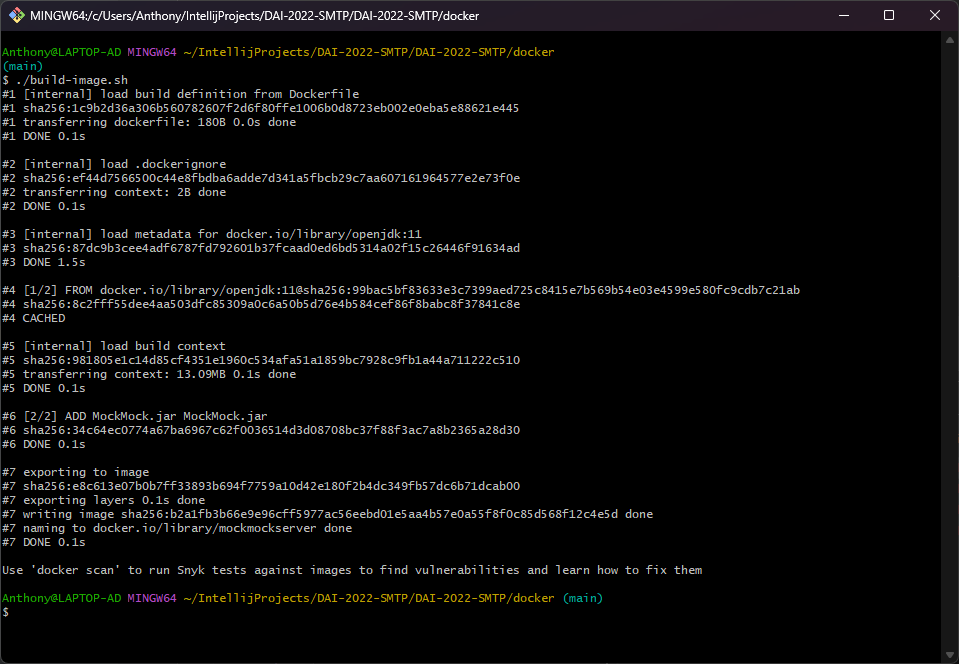 MINGW64:/c/Users/Anthony/IntellijProjects/DAI-2022-SMTP/DAI-2022-SMTP/docker
Anthony@LAPTOP-AD MINGW64 ~/IntellijProjects/DAI-2022-SMTP/DAI-2022-SMTP/docker
(main)
$ ./build-image.sh
#1 [internal] load build definition from Dockerfile
#1 sha256:1c9b2d36a306b560782607f2d6f80ffe1006b0d8723eb002e0eba5e88621e445
#1 transferring dockerfile: 180B 0.0s done
#1 DONE 0.1s

#2 [internal] load .dockerignore
#2 sha256:ef44d7566500c44e8fbdba6adde7d341a5fbcb29c7aa607161964577e2e73f0e
#2 transferring context: 2B done
#2 DONE 0.1s

#3 [internal] load metadata for docker.io/library/openjdk:11
#3 sha256:87dc9b3cee4adf6787fd792601b37fcaad0ed6bd5314a02f15c26446f91634ad
#3 DONE 1.5s

#4 [1/2] FROM docker.io/library/openjdk:11@sha256:99bac5bf83633e3c7399aed725c8415e7b569b54e03e4599e580fc9cdb7c21ab
#4 sha256:8c2fff55dee4aa503dfc85309a0c6a50b5d76e4b584cef86f8babc8f37841c8e
#4 CACHED

#5 [internal] load build context
#5 sha256:981805e1c14d85cf4351e1960c534afa51a1859bc7928c9fb1a44a711222c510
#5 transferring context: 13.09MB 0.1s done
#5 DONE 0.1s

#6 [2/2] ADD MockMock.jar MockMock.jar
#6 sha256:34c64ec0774a67ba6967c62f0036514d3d08708bc37f88f3ac7a8b2365a28d30
#6 DONE 0.1s

#7 exporting to image
#7 sha256:e8c613e07b0b7ff33893b694f7759a10d42e180f2b4dc349fb57dc6b71dcab00
#7 exporting layers 0.1s done
#7 writing image sha256:b2a1fb3b66e9e96cff5977ac56eebd01e5aa4b57e0a55f8f0c85d568f12c4e5d done
#7 naming to docker.io/library/mockmockserver done
#7 DONE 0.1s

Use 'docker scan' to run Snyk tests against images to find vulnerabilities and learn how to fix them

Anthony@LAPTOP-AD MINGW64 ~/IntellijProjects/DAI-2022-SMTP/DAI-2022-SMTP/docker (main)
$